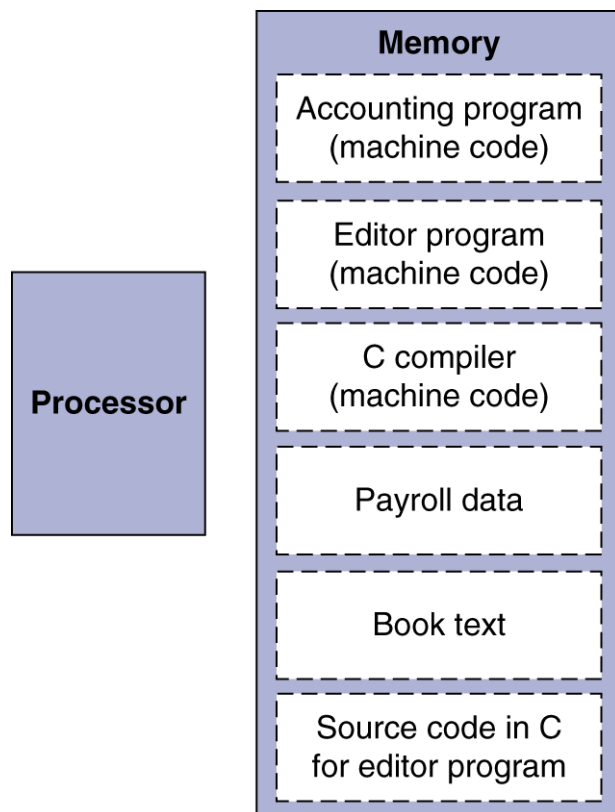 Memory
Accounting program
(machine code)
Editor program
(machine code)
C compiler
(machine code)
Processor
Payroll data
Book text
Source code in C
for editor program